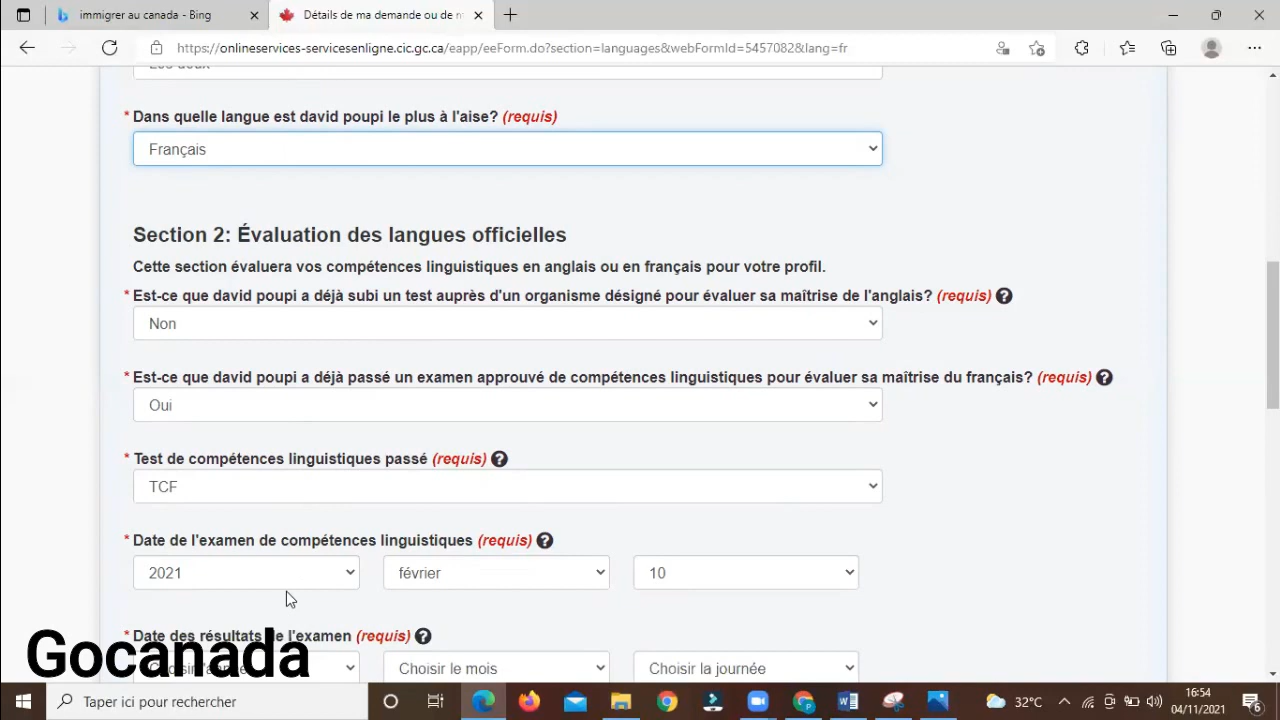 immigrer au canada - Bing
Détails de ma demande ou de m
https://onlineservices-servicesenligne.cic.gc.ca/eapp/eeForm.do?section=languages&webFormId=5457082&lang=fr
Les deux
* Dans quelle langue est david poupi le plus à l'aise? (requis)
Français
Section 2: Évaluation des langues officielles
Cette section évaluera vos compétences linguistiques en anglais ou en français pour votre profil.
* Est-ce que david poupi a déjà subi un test auprès d'un organisme désigné pour évaluer sa maîtrise de l'anglais? (requis)
Non
* Est-ce que david poupi a déjà passé un examen approuvé de compétences linguistiques pour évaluer sa maîtrise du français? (requis)
Oui
* Test de compétences linguistiques passé (requis)
TCF
* Date de l'examen de compétences linguistiques (requis)
2021 février 10
* Date des résultats de l'examen (requis)
Gocanada
Choisir le mois Choisir la journée
Taper ici pour rechercher
32°C
16:54
04/11/2021
6